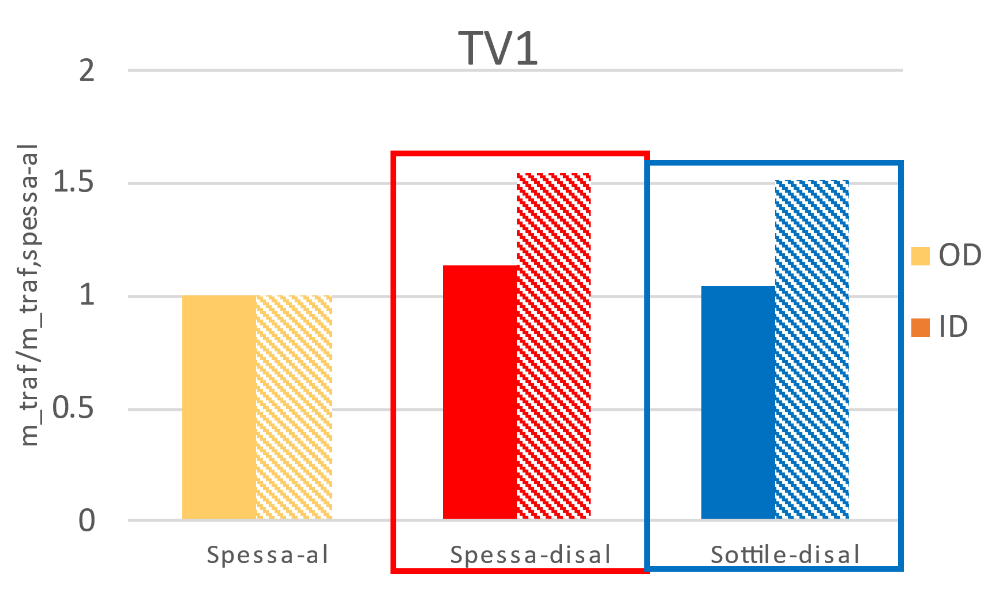 TV1
m_traf/m_traf,spessa-al
2
1.5
1
0.5
0
Spessa-al
Spessa-disal
Sottile-disal
OD
ID